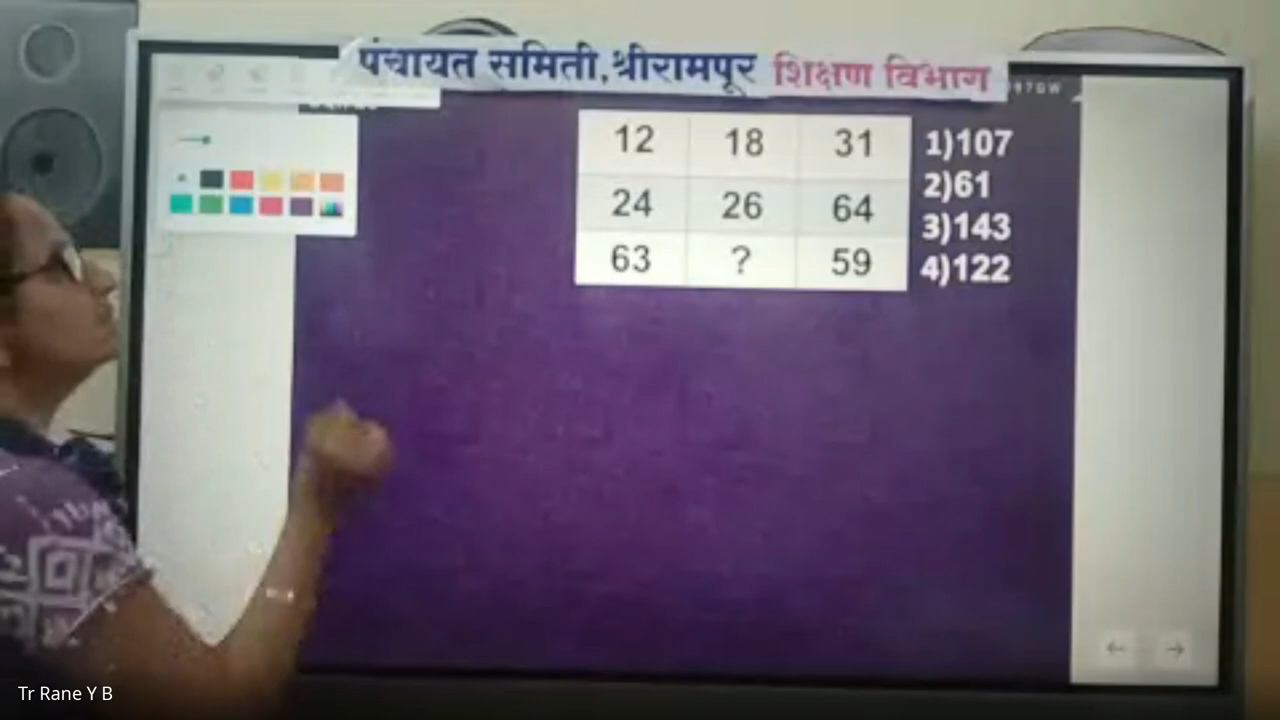 पंचायत समिती,श्रीरामपूर शिक्षण विभाग
12 18 31 1)107
24 26 64 2)61
3)143
63 ? 59 4)122
Tr Rane Y B